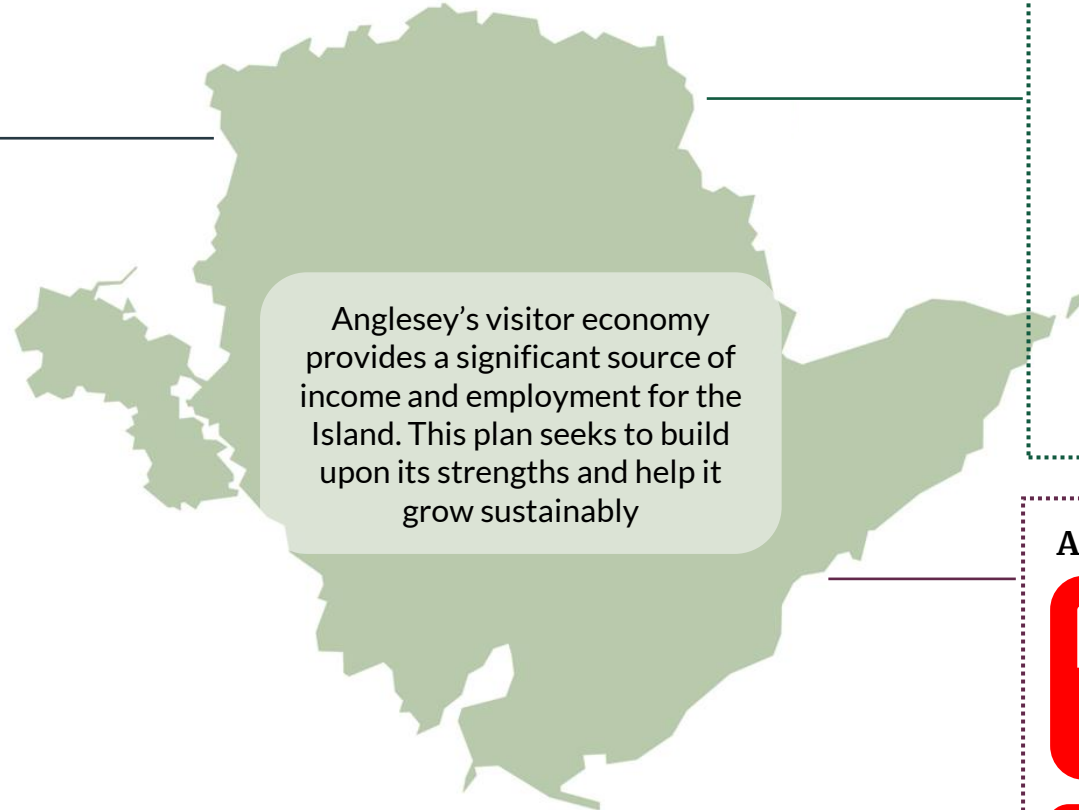 Anglesey’s visitor economy
provides a significant source of
income and employment for the
Island. This plan seeks to build
upon its strengths and help it
grow sustainably
A